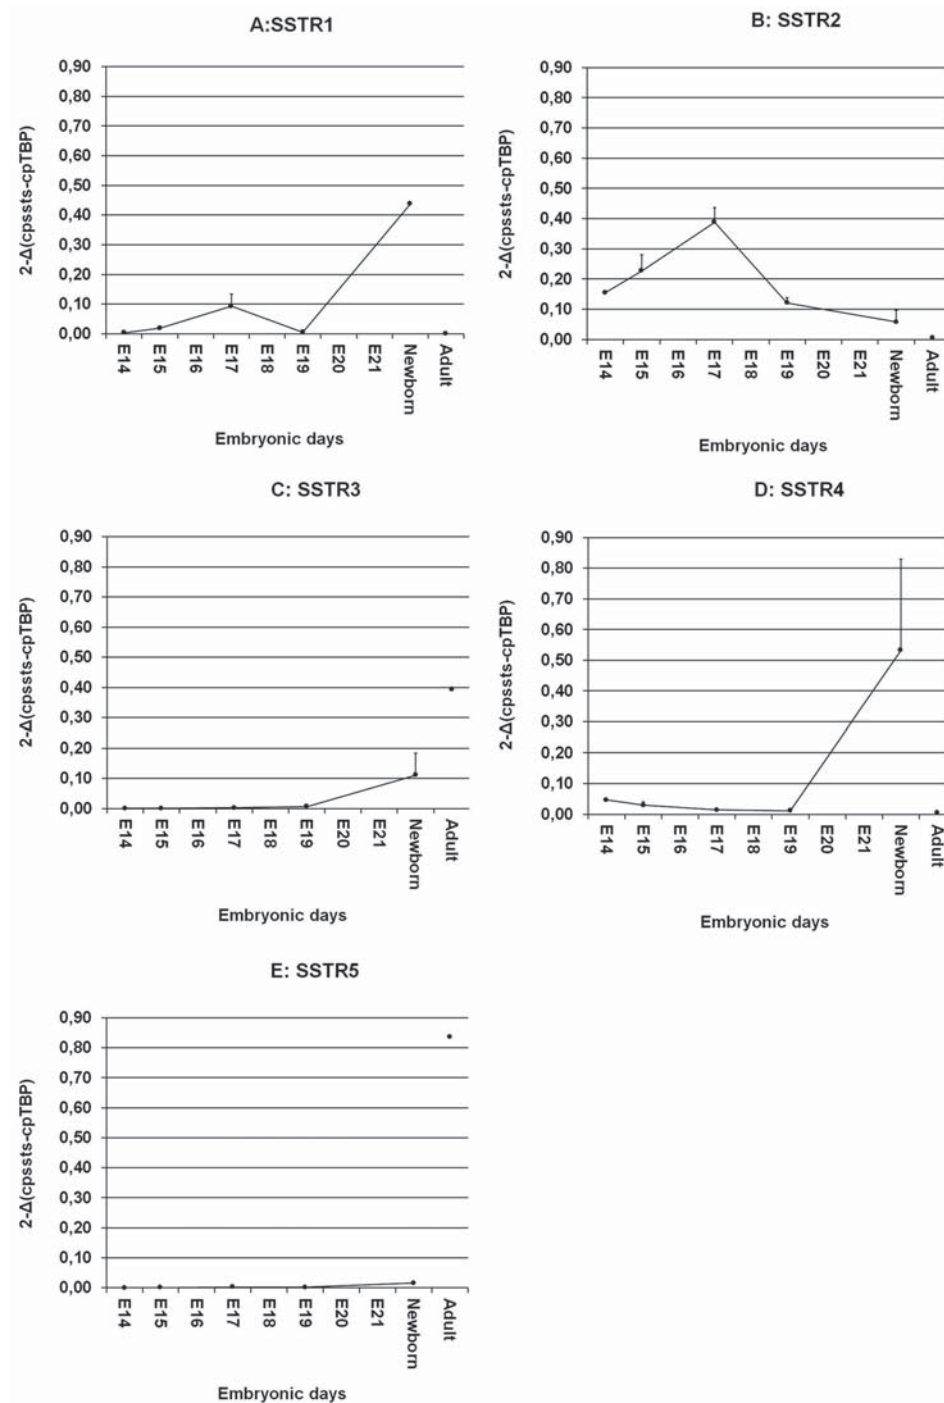 A:SSTR1
2-Δ(cpssts-cpTBP)
0,90
0,80
0,70
0,60
0,50
0,40
0,30
0,20
0,10
0,00
E14
E15
E16
E17
E18
E19
E20
E21
Newborn
Adult
Embryonic days
B: SSTR2
2-Δ(cpssts-cpTBP)
0,90
0,80
0,70
0,60
0,50
0,40
0,30
0,20
0,10
0,00
E14
E15
E16
E17
E18
E19
E20
E21
Newborn
Adult
Embryonic days
C: SSTR3
2-Δ(cpssts-cpTBP)
0,90
0,80
0,70
0,60
0,50
0,40
0,30
0,20
0,10
0,00
E14
E15
E16
E17
E18
E19
E20
E21
Newborn
Adult
Embryonic days
D: SSTR4
2-Δ(cpssts-cpTBP)
0,90
0,80
0,70
0,60
0,50
0,40
0,30
0,20
0,10
0,00
E14
E15
E16
E17
E18
E19
E20
E21
Newborn
Adult
Embryonic days
E: SSTR5
2-Δ(cpssts-cpTBP)
0,90
0,80
0,70
0,60
0,50
0,40
0,30
0,20
0,10
0,00
E14
E15
E16
E17
E18
E19
E20
E21
Newborn
Adult
Embryonic days